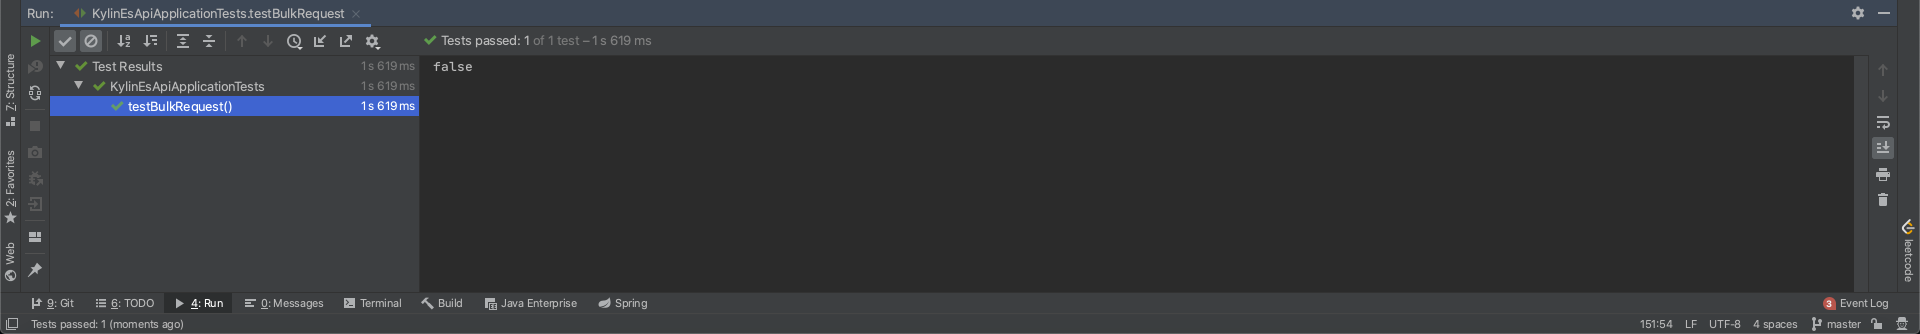 Run: KylinEsApiApplicationTests.testBulkRequest
Tests passed: 1 of 1 test – 1 s 619 ms
Test Results 1 s 619 ms
KylinEsApiApplicationTests 1 s 619 ms
testBulkRequest() 1 s 619 ms
false
Z: Structure
2: Favorites
Web
leetcode
9: Git 6: TODO 4: Run 0: Messages Terminal Build Java Enterprise Spring 3 Event Log
Tests passed: 1 (moments ago) 151:54 LF UTF-8 4 spaces master